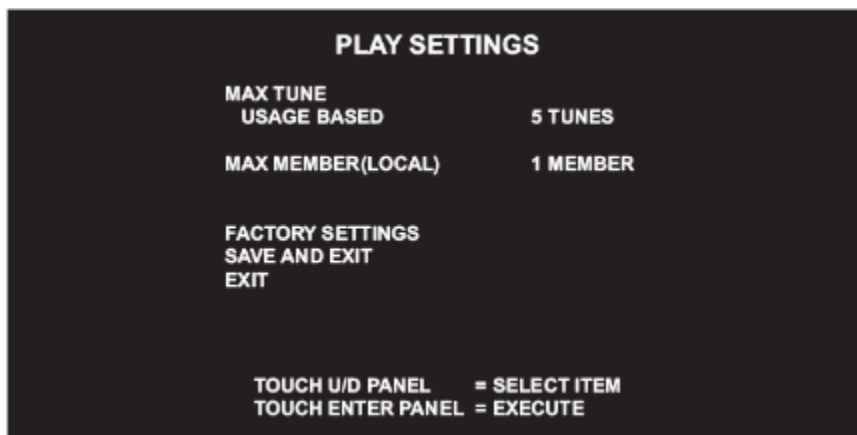 PLAY SETTINGS
MAX TUNE
USAGE BASED 5 TUNES
MAX MEMBER(LOCAL) 1 MEMBER
FACTORY SETTINGS
SAVE AND EXIT
EXIT
TOUCH U/D PANEL = SELECT ITEM
TOUCH ENTER PANEL = EXECUTE